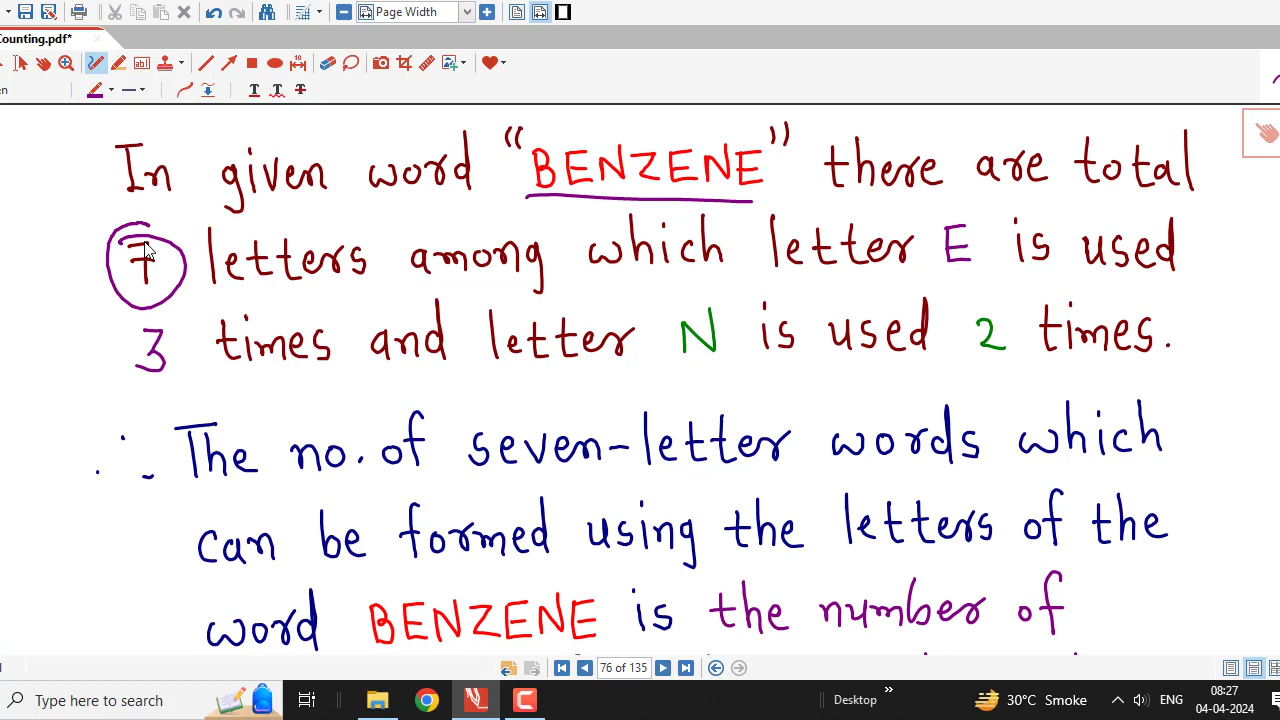 Page Width
Counting.pdf*
In given word "BENZENE" there are total
7 letters among which letter E is used
3 times and letter N is used 2 times.
∴ The no. of seven-letter words which
can be formed using the letters of the
word BENZENE is the number of
76 of 135
Type here to search
Desktop
30°C Smoke
ENG
08:27
04-04-2024